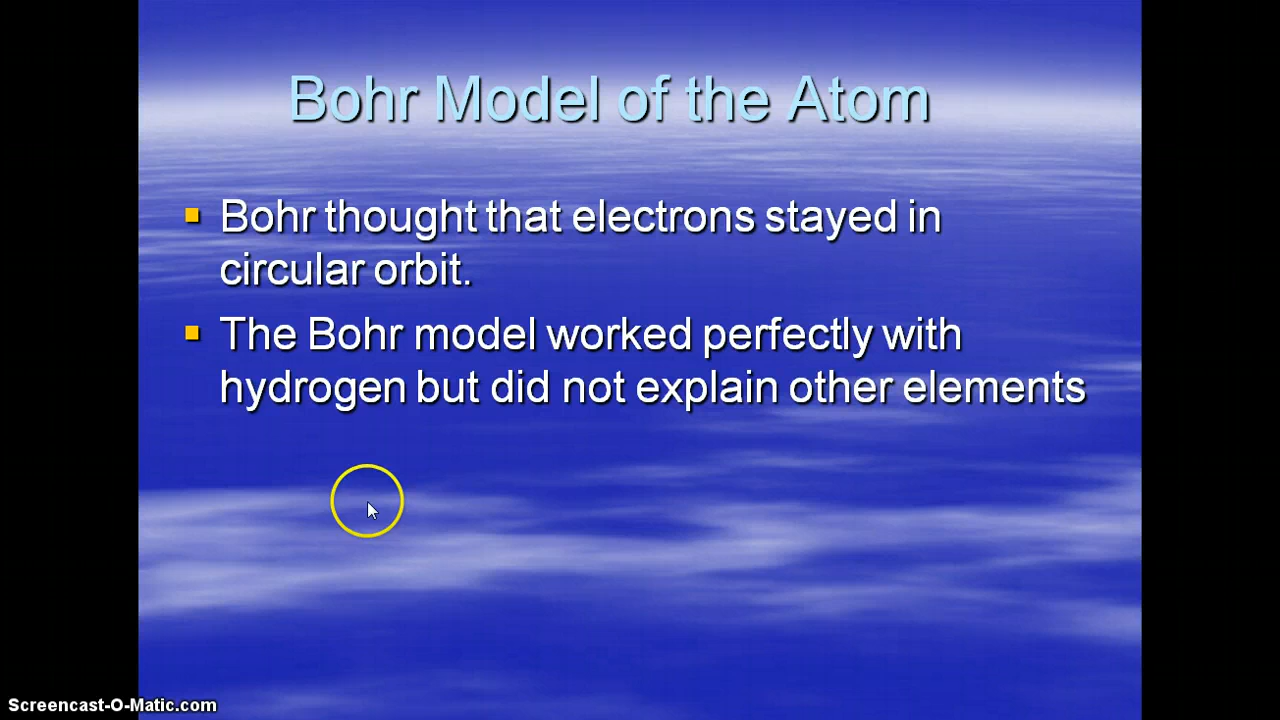 Bohr Model of the Atom
Bohr thought that electrons stayed in
circular orbit.
The Bohr model worked perfectly with
hydrogen but did not explain other elements
Screencast-O-Matic.com